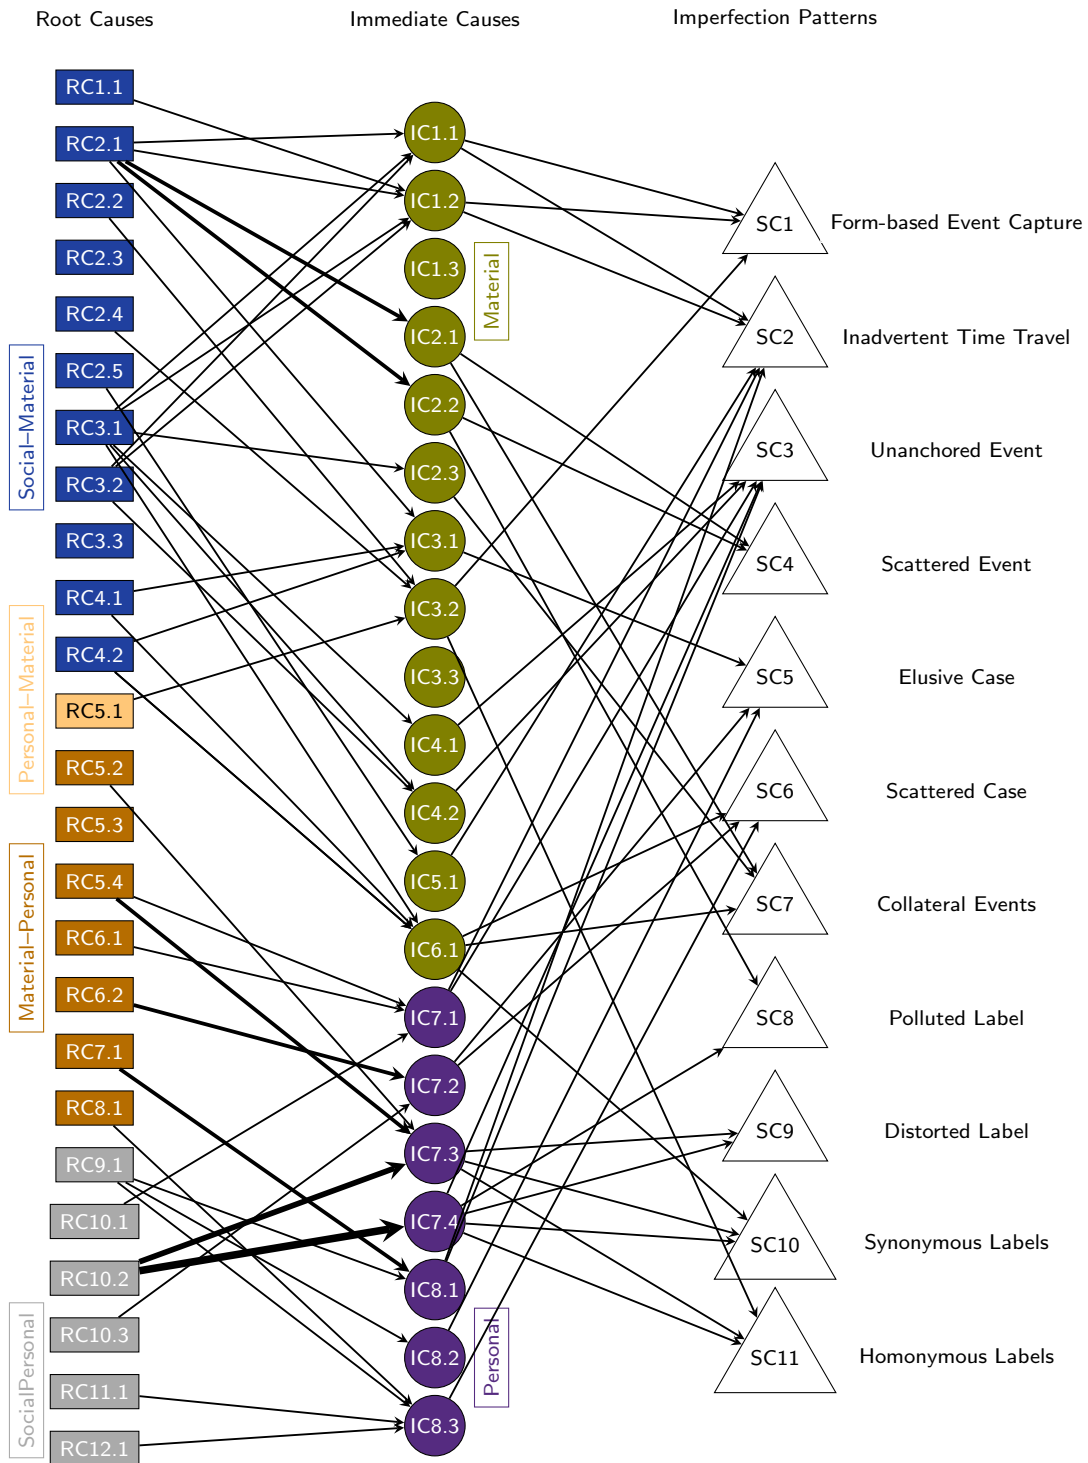 Root Causes
Immediate Causes
Imperfection Patterns
RC1.1
RC2.1
RC2.2
RC2.3
RC2.4
RC2.5
RC3.1
RC3.2
RC3.3
RC4.1
RC4.2
RC5.1
RC5.2
RC5.3
RC5.4
RC6.1
RC6.2
RC7.1
RC8.1
RC9.1
RC10.1
RC10.2
RC10.3
RC11.1
RC12.1
Social–Material
Personal–Material
Material–Personal
SocialPersonal
IC1.1
IC1.2
IC1.3
IC2.1
IC2.2
IC2.3
IC3.1
IC3.2
IC3.3
IC4.1
IC4.2
IC5.1
IC6.1
IC7.1
IC7.2
IC7.3
IC7.4
IC8.1
IC8.2
IC8.3
Material
Personal
SC1 Form-based Event Capture
SC2 Inadvertent Time Travel
SC3 Unanchored Event
SC4 Scattered Event
SC5 Elusive Case
SC6 Scattered Case
SC7 Collateral Events
SC8 Polluted Label
SC9 Distorted Label
SC10 Synonymous Labels
SC11 Homonymous Labels